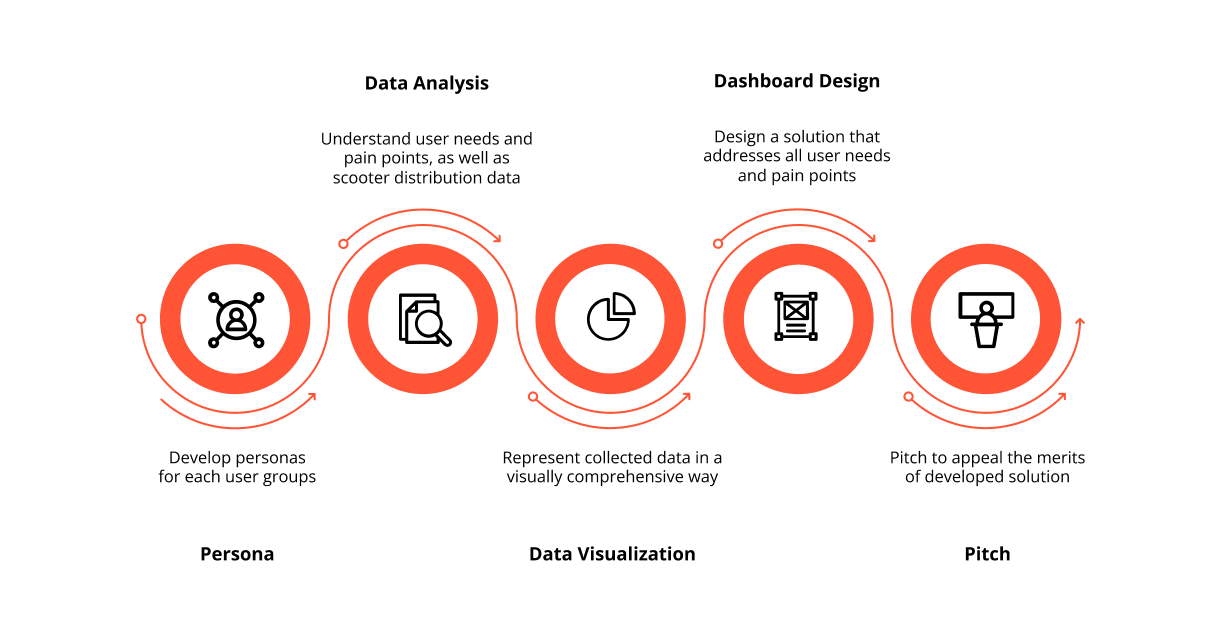 Data Analysis
Understand user needs and
pain points, as well as
scooter distribution data
Dashboard Design
Design a solution that
addresses all user needs
and pain points
Develop personas
for each user groups
Persona
Represent collected data in a
visually comprehensive way
Data Visualization
Pitch to appeal the merits
of developed solution
Pitch